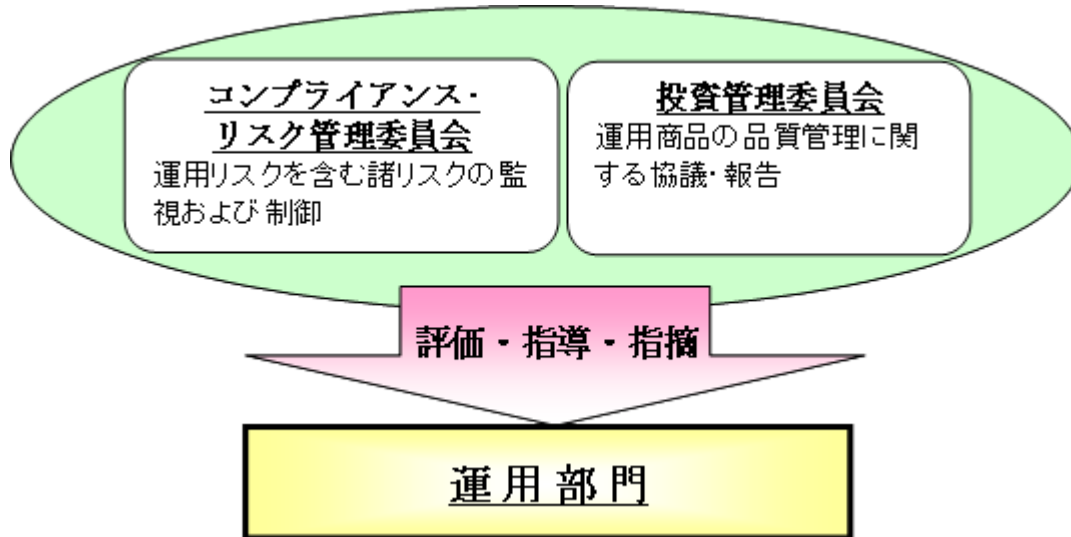 コンプライアンス・
リスク管理委員会
運用リスクを含む諸リスクの監
視および制御
投資管理委員会
運用商品の品質管理に関
する協議・報告
評価・指導・指摘
運用部門